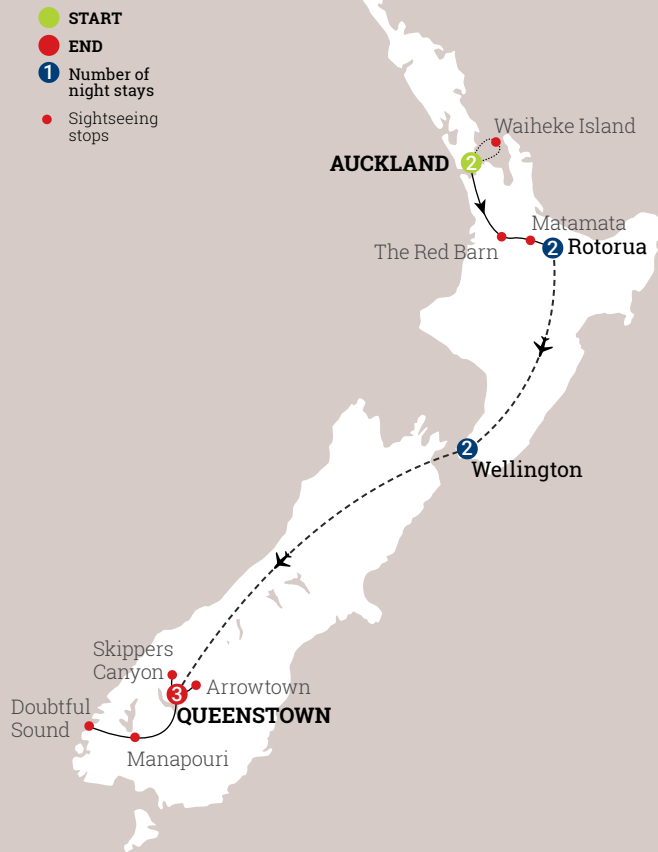 START
END
1
Number of
night stays
Sightseeing
stops
Waiheke Island
AUCKLAND
2
Matamata
The Red Barn
2
Rotorua
2
Wellington
Skippers
Canyon
3
Arrowtown
QUEENSTOWN
Doubtful
Sound
Manapouri